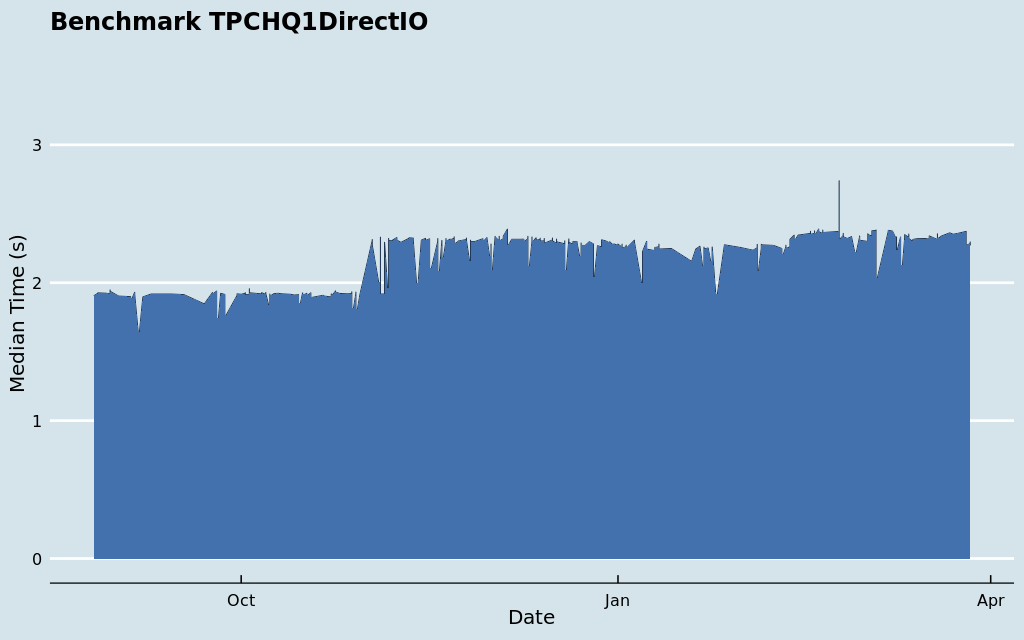 Benchmark TPCHQ1DirectIO
3
2
1
0
Median Time (s)
Oct
Jan
Apr
Date